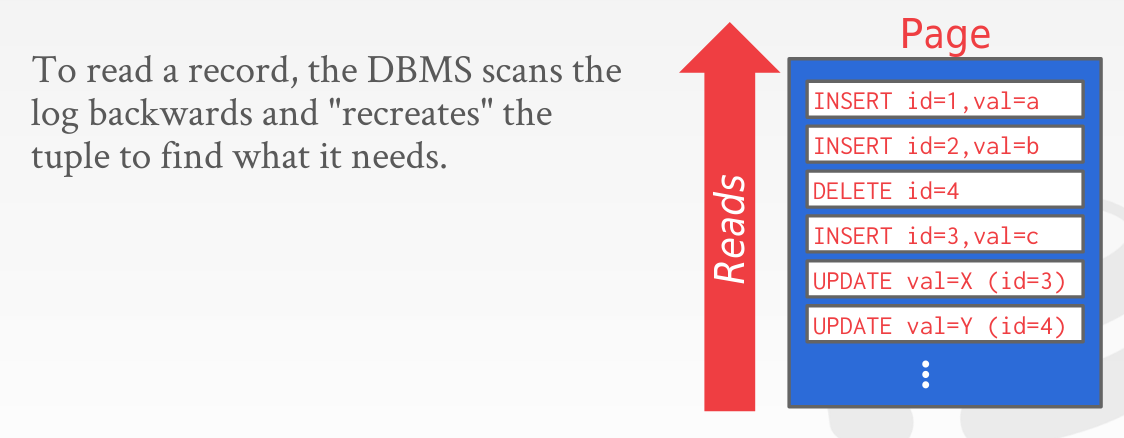 To read a record, the DBMS scans the
log backwards and "recreates" the
tuple to find what it needs.
Reads
Page
INSERT id=1,val=a
INSERT id=2,val=b
DELETE id=4
INSERT id=3,val=c
UPDATE val=X (id=3)
UPDATE val=Y (id=4)
⋮